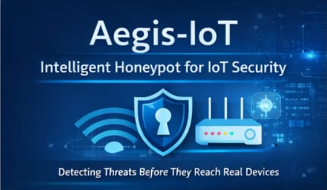 Aegis-IoT
Intelligent Honeypot for IoT Security
Detecting Threats Before They Reach Real Devices